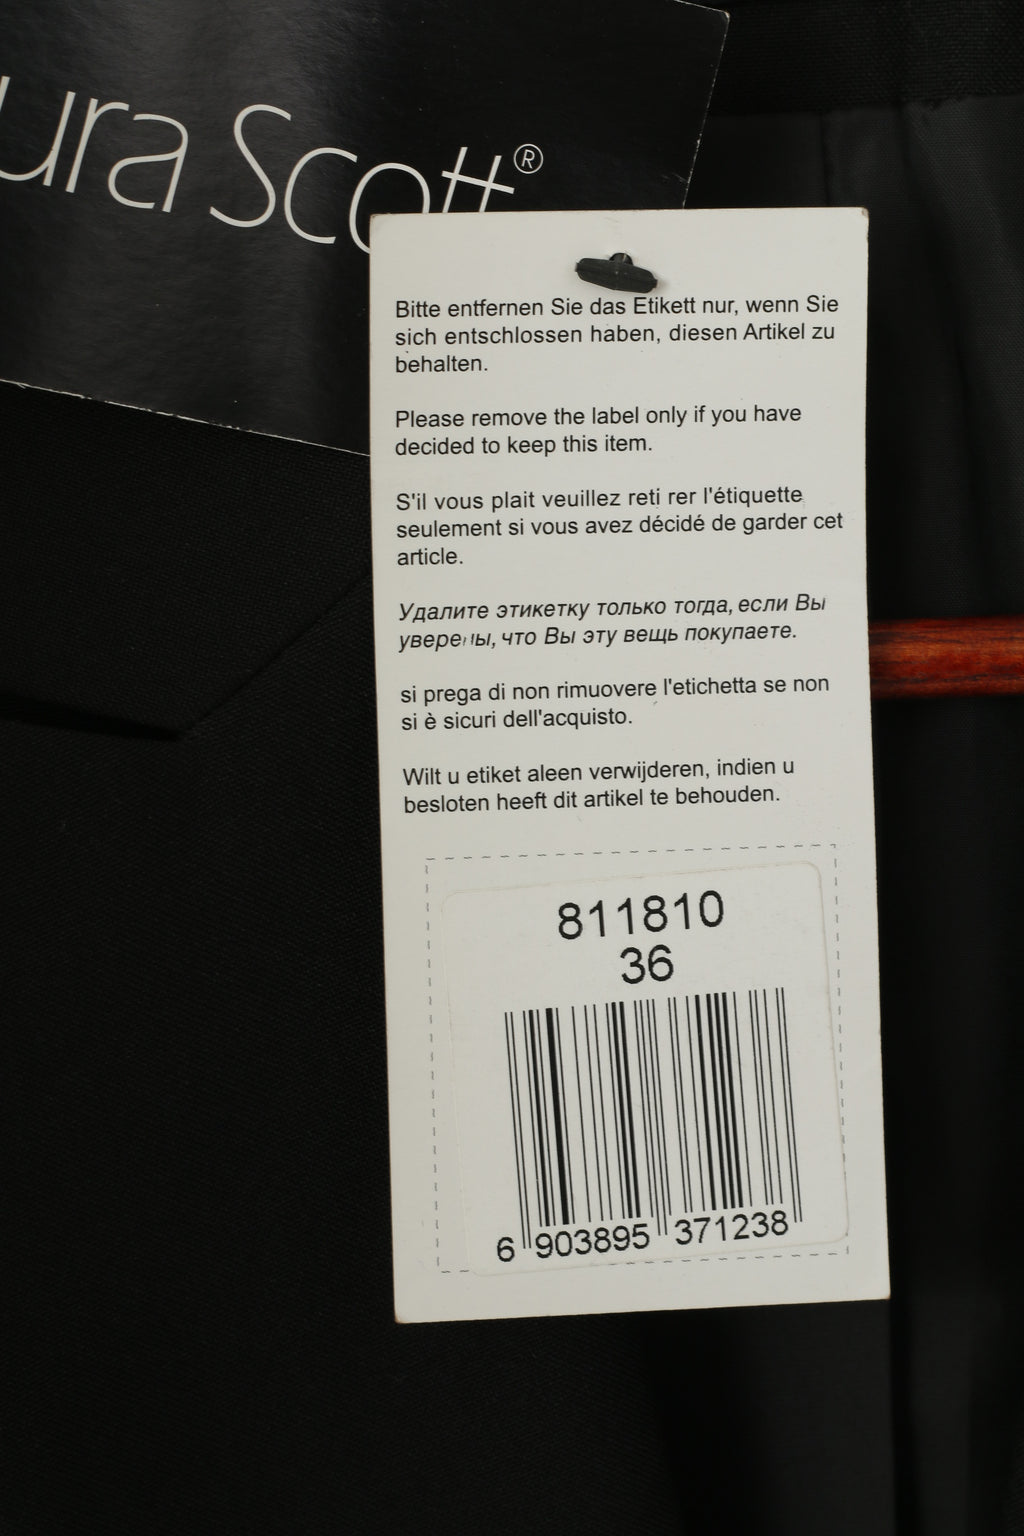 ura Scott®
Bitte entfernen Sie das Etikett nur, wenn Sie
sich entschlossen haben, diesen Artikel zu
behalten.
Please remove the label only if you have
decided to keep this item.
S'il vous plait veuillez reti rer l'étiquette
seulement si vous avez décidé de garder cet
article.
Удалите этикетку только тогда, если Вы
уверены, что Вы эту вещь покупаете.
si prega di non rimuovere l'etichetta se non
si è sicuri dell'acquisto.
Wilt u etiket aleen verwijderen, indien u
besloten heeft dit artikel te behouden.
811810
36
6 903895 371238